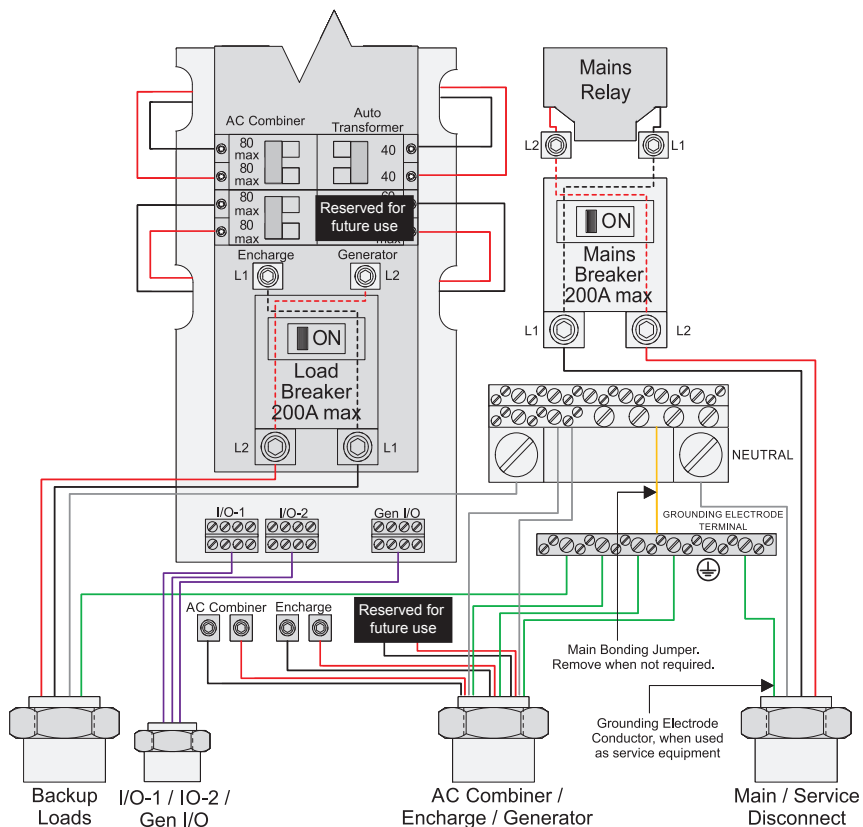 Mains
Relay
AC Combiner
Auto
Transformer
L2
L1
80
max
40
80
max
40
80
max
80
max
Reserved for
future use
ON
Mains
Breaker
200A max
Encharge
Generator
L1
L2
L1
L2
ON
Load
Breaker
200A max
L2
L1
NEUTRAL
I/O-1
I/O-2
Gen I/O
GROUNDING ELECTRODE
TERMINAL
AC Combiner
Encharge
Reserved for
future use
Main Bonding Jumper.
Remove when not required.
Grounding Electrode
Conductor, when used
as service equipment
Backup
Loads
I/O-1 / IO-2 /
Gen I/O
AC Combiner /
Encharge / Generator
Main / Service
Disconnect